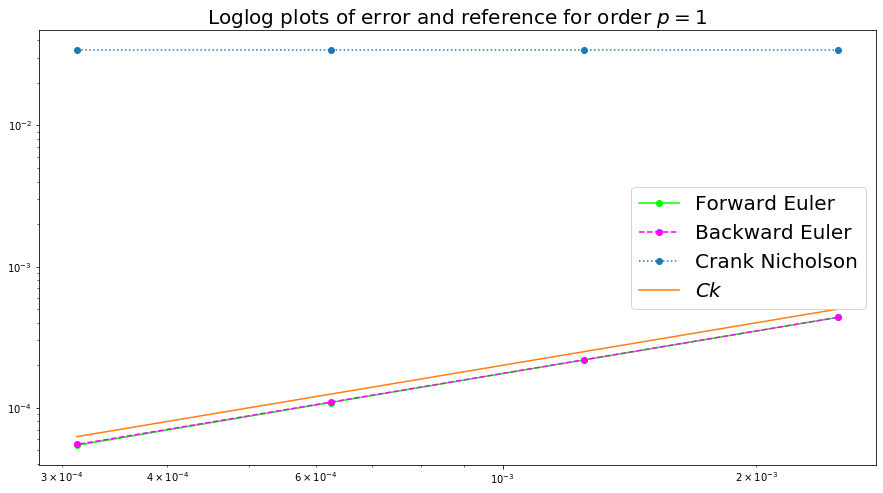 Loglog plots of error and reference for order $p = 1$
10⁻²
10⁻³
10⁻⁴
Forward Euler
Backward Euler
Crank Nicholson
Ck
3 × 10⁻⁴ 4 × 10⁻⁴ 6 × 10⁻⁴ 10⁻³ 2 × 10⁻³